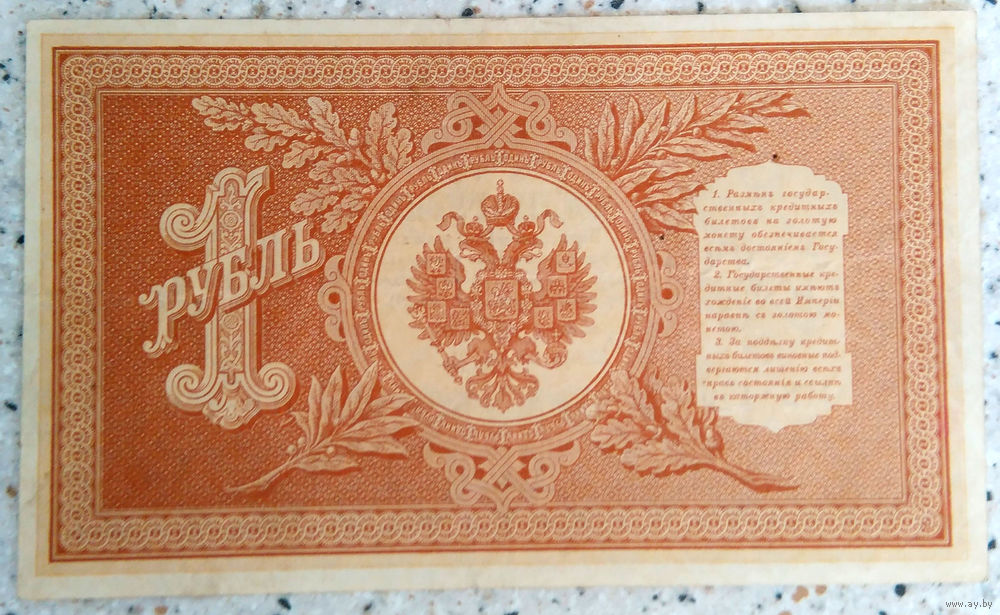 1
РУБЛЬ
1. Размѣнъ государ-
ственныхъ кредитныхъ
билетовъ на золотую
монету обезпечивается
всѣмъ достояніемъ Госу-
дарства.
2. Государственные кре-
дитные билеты имѣютъ
хожденіе во всей Имперіи
наравнѣ съ золотою мо-
нетою.
3. За поддѣлку кредит-
ныхъ билетовъ виновные под-
вергаются лишенію всѣхъ
правъ состоянія и ссылкѣ
въ каторжную работу.
www.ay.by